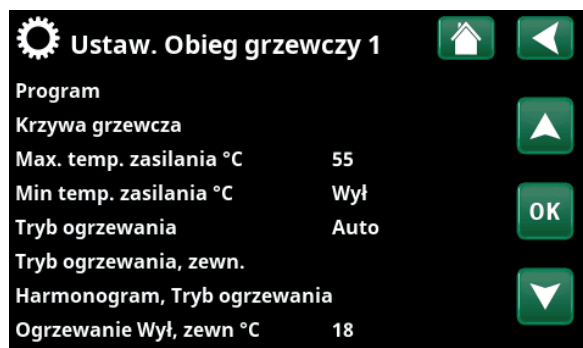 Ustaw. Obieg grzewczy 1
Program
Krzywa grzewcza
Max. temp. zasilania °C 55
Min temp. zasilania °C Wył
Tryb ogrzewania Auto
OK
Tryb ogrzewania, zewn.
Harmonogram, Tryb ogrzewania
Ogrzewanie Wył, zewn °C 18